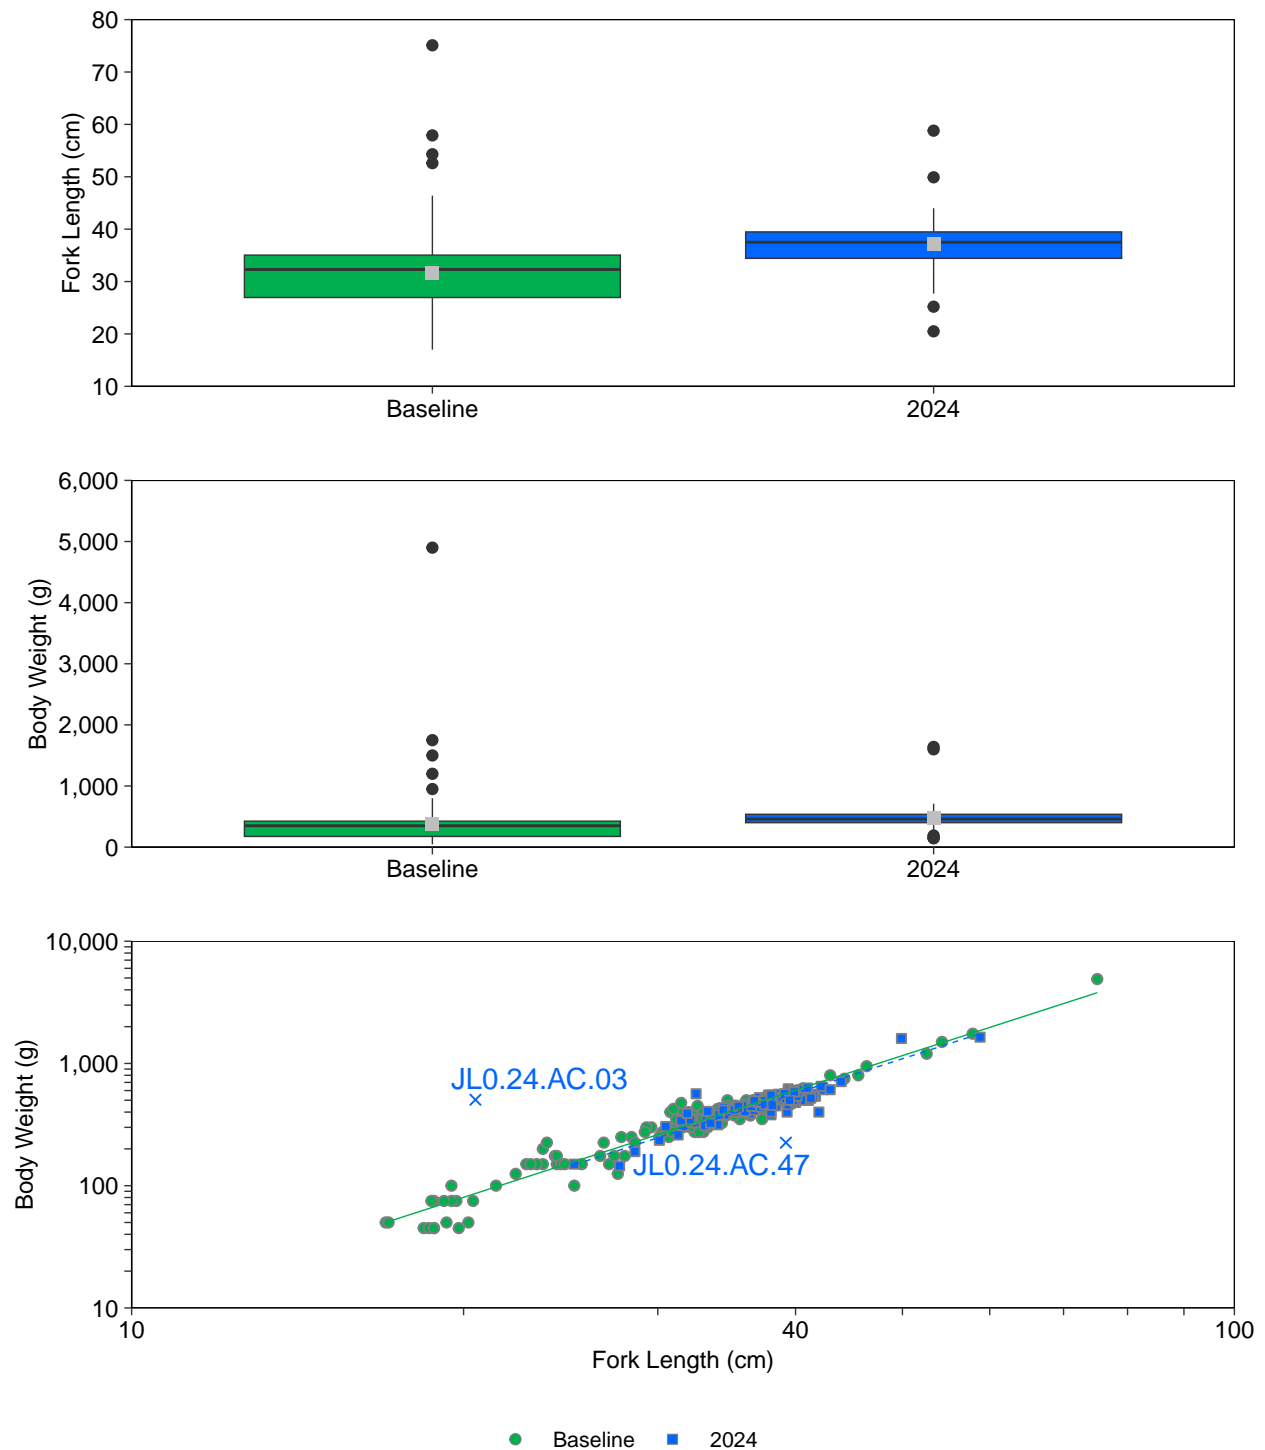 80
70
60
50
40
30
20
10
Fork Length (cm)
Baseline 2024
6,000
5,000
4,000
3,000
2,000
1,000
0
Body Weight (g)
Baseline 2024
10,000
1,000
100
10
Body Weight (g)
JL0.24.AC.03
JL0.24.AC.47
10 40 100
Fork Length (cm)
Baseline 2024